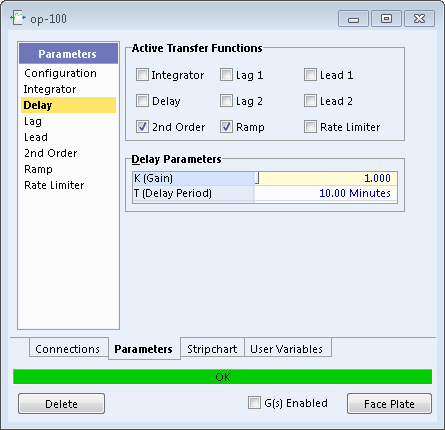 op-100
Parameters
Configuration
Integrator
Delay
Lag
Lead
2nd Order
Ramp
Rate Limiter
Active Transfer Functions
Integrator Lag 1 Lead 1
Delay Lag 2 Lead 2
2nd Order Ramp Rate Limiter
Delay Parameters
K (Gain) 1.000
T (Delay Period) 10.00 Minutes
Connections Parameters Stripchart User Variables
OK
Delete G(s) Enabled Face Plate